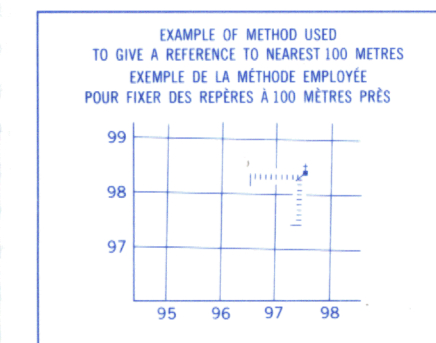 EXAMPLE OF METHOD USED
TO GIVE A REFERENCE TO NEAREST 100 METRES
EXEMPLE DE LA MÉTHODE EMPLOYÉE
POUR FIXER DES REPÈRES À 100 MÈTRES PRÈS
99
98
97
95 96 97 98